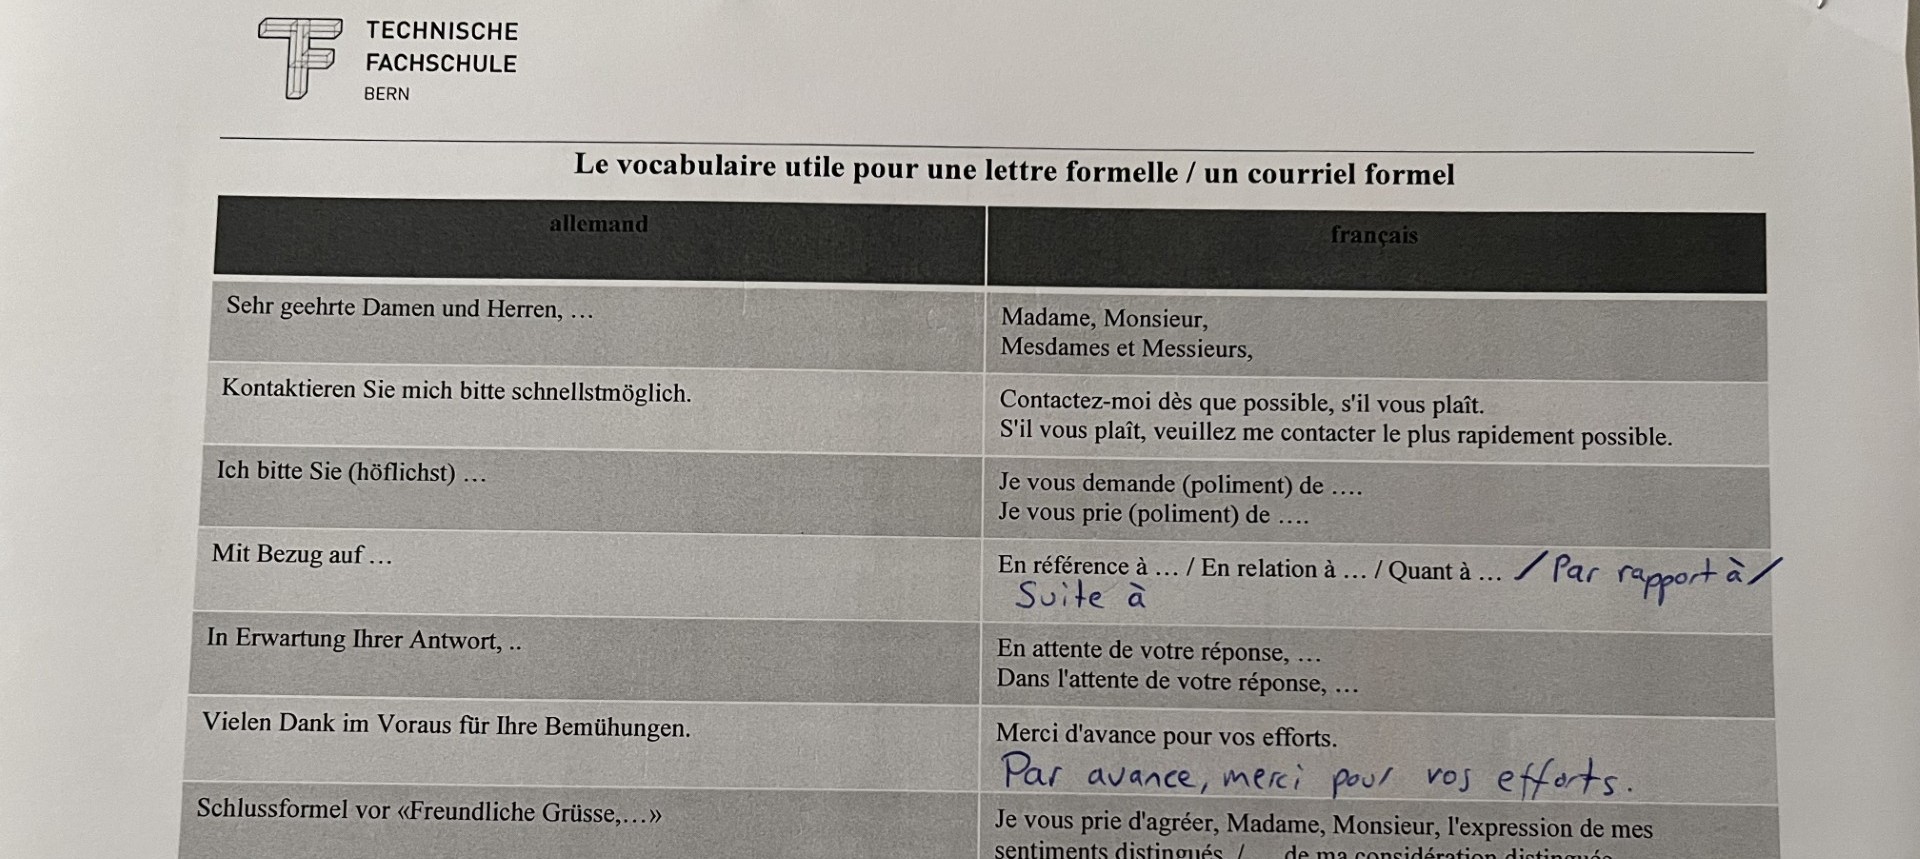 TECHNISCHE
FACHSCHULE
BERN
Le vocabulaire utile pour une lettre formelle / un courriel formel
allemand
français
Sehr geehrte Damen und Herren, …
Madame, Monsieur,
Mesdames et Messieurs,
Kontaktieren Sie mich bitte schnellstmöglich.
Contactez-moi dès que possible, s'il vous plaît.
S'il vous plaît, veuillez me contacter le plus rapidement possible.
Ich bitte Sie (höflichst) …
Je vous demande (poliment) de ….
Je vous prie (poliment) de ….
Mit Bezug auf …
En référence à … / En relation à … / Quant à … / Par rapport à /
Suite à
In Erwartung Ihrer Antwort, ..
En attente de votre réponse, …
Dans l'attente de votre réponse, …
Vielen Dank im Voraus für Ihre Bemühungen.
Merci d'avance pour vos efforts.
Par avance, merci pour vos efforts.
Schlussformel vor «Freundliche Grüsse,…»
Je vous prie d'agréer, Madame, Monsieur, l'expression de mes
sentiments distingués / … de ma considération distinguée